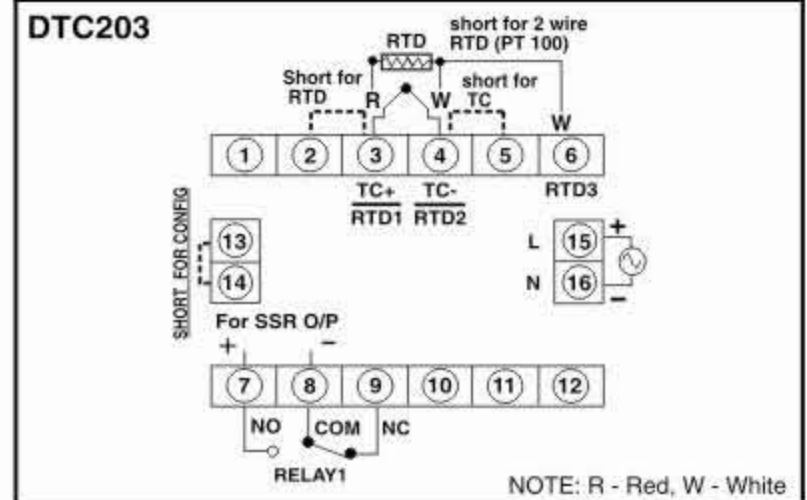 DTC203
short for 2 wire
RTD RTD (PT 100)
Short for
RTD
short for
TC
R W
W
1 2 3 4 5 6
TC+ TC- RTD3
RTD1 RTD2
SHORT FOR CONFIG
13
14
L 15 +
N 16 −
For SSR O/P
+ −
7 8 9 10 11 12
NO COM NC
RELAY1
NOTE: R - Red, W - White